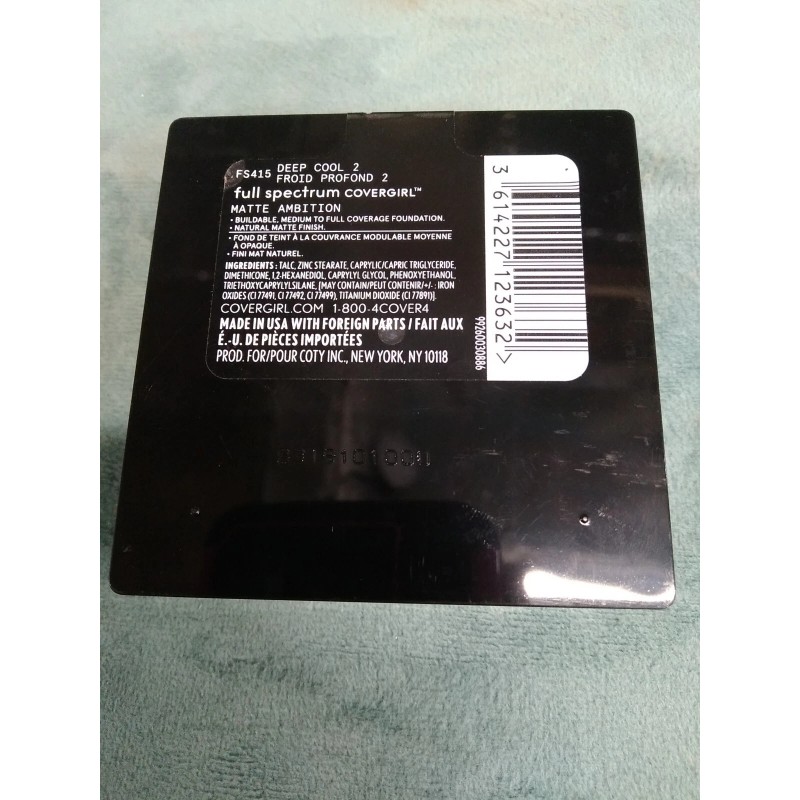 FS415 DEEP COOL 2
FROID PROFOND 2
full spectrum COVERGIRL™
MATTE AMBITION
• BUILDABLE, MEDIUM TO FULL COVERAGE FOUNDATION.
• NATURAL MATTE FINISH.
• FOND DE TEINT À LA COUVRANCE MODULABLE MOYENNE
À OPAQUE.
• FINI MAT NATUREL.
INGREDIENTS : TALC, ZINC STEARATE, CAPRYLIC/CAPRIC TRIGLYCERIDE,
DIMETHICONE, 1,2-HEXANEDIOL, CAPRYLYL GLYCOL, PHENOXYETHANOL,
TRIETHOXYCAPRYLYLSILANE, [MAY CONTAIN/PEUT CONTENIR/+/- : IRON
OXIDES (CI 77491, CI 77492, CI 77499), TITANIUM DIOXIDE (CI 77891)].
COVERGIRL.COM 1-800-4COVER4
MADE IN USA WITH FOREIGN PARTS / FAIT AUX
É.-U. DE PIÈCES IMPORTÉES
PROD. FOR/POUR COTY INC., NEW YORK, NY 10118
99260030886
3 614227 123632 >